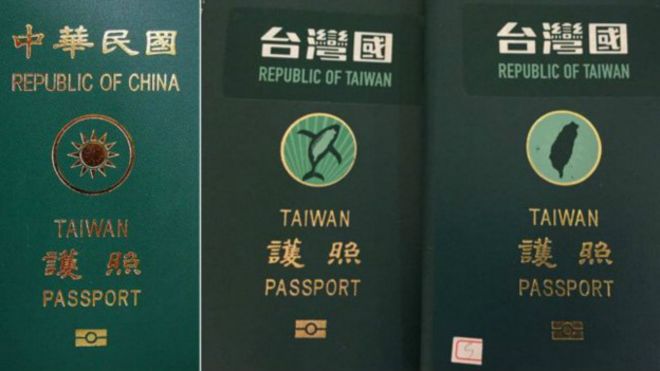 中華民國
REPUBLIC OF CHINA
TAIWAN
護照
PASSPORT
台灣國
REPUBLIC OF TAIWAN
TAIWAN
護照
PASSPORT
台灣國
REPUBLIC OF TAIWAN
TAIWAN
護照
PASSPORT